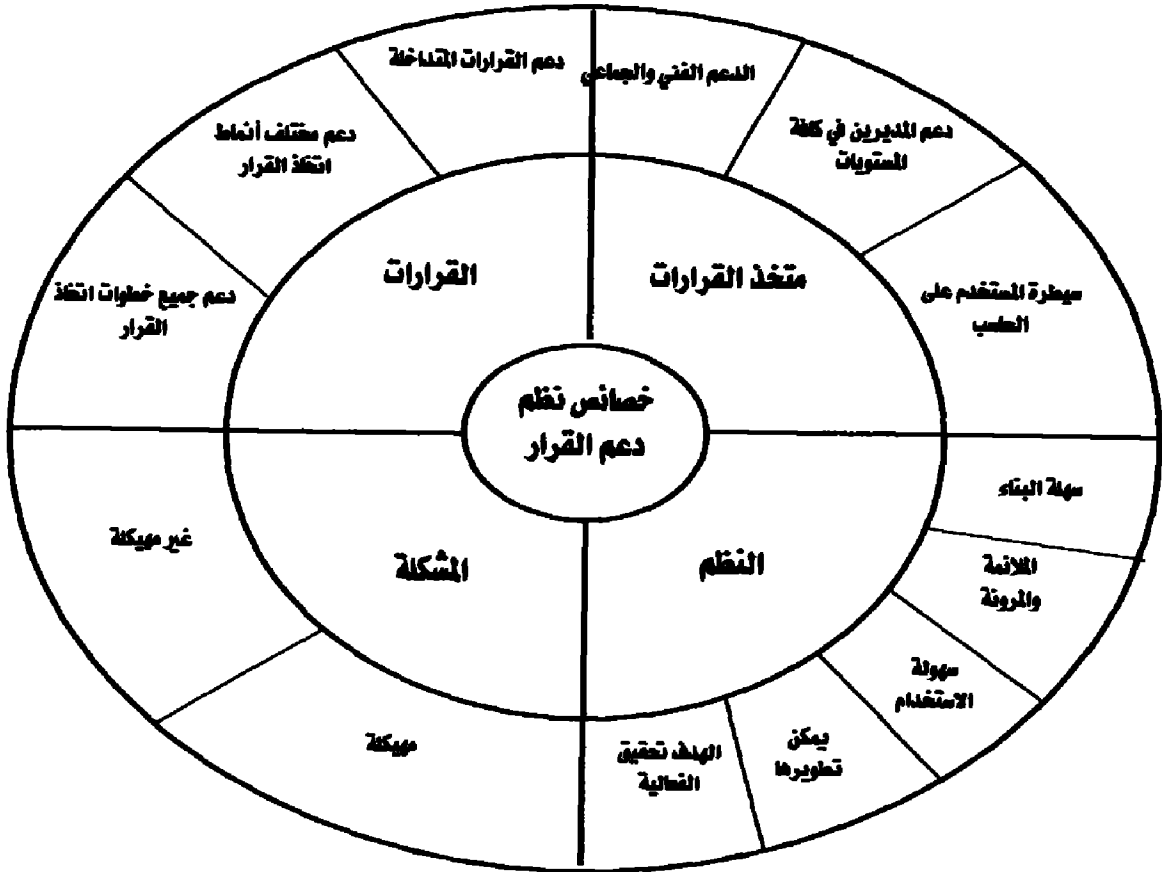 دعم القرارات المتداخلة
الدعم الفني والجماعي
دعم المديرين في كافة
المستويات
دعم مختلف أنماط
اتخاذ القرار
متخذ القرارات
القرارات
سيطرة المستخدم على
الحاسب
دعم جميع خطوات اتخاذ
القرار
خصائص نظم
دعم القرار
سهلة البناء
غير مهيكلة
المشكلة
النظم
الملائمة
والمرونة
سهولة
الاستخدام
يمكن
تطويرها
الهدف تحقيق
الفعالية
مهيكلة